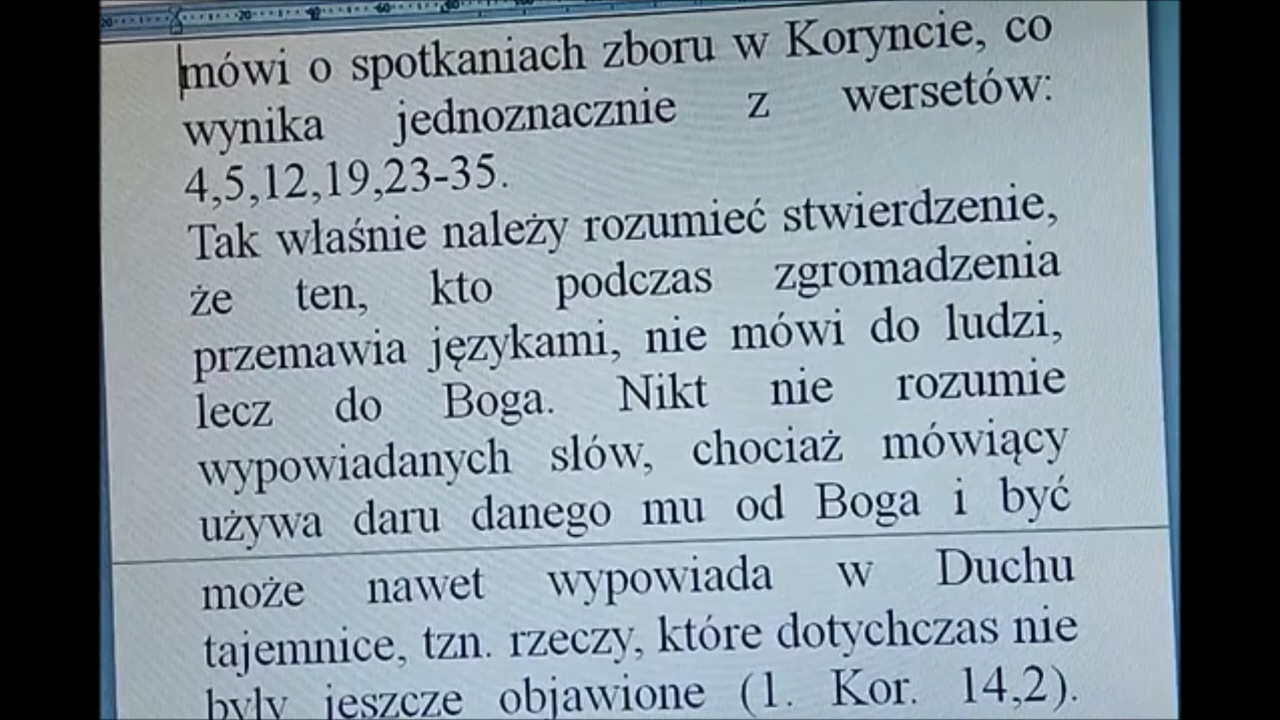 mówi o spotkaniach zboru w Koryncie, co
wynika jednoznacznie z wersetów:
4,5,12,19,23-35.
Tak właśnie należy rozumieć stwierdzenie,
że ten, kto podczas zgromadzenia
przemawia językami, nie mówi do ludzi,
lecz do Boga. Nikt nie rozumie
wypowiadanych słów, chociaż mówiący
używa daru danego mu od Boga i być
może nawet wypowiada w Duchu
tajemnice, tzn. rzeczy, które dotychczas nie
były jeszcze objawione (1. Kor. 14,2).